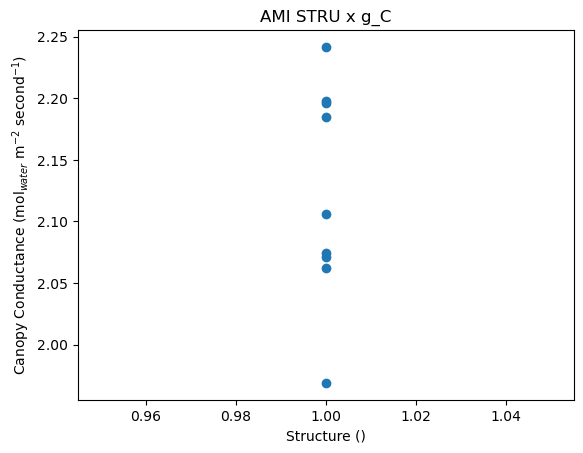 AMI STRU x g_C
Canopy Conductance (mol_water m^−2 second^−1)
2.25
2.20
2.15
2.10
2.05
2.00
0.96 0.98 1.00 1.02 1.04
Structure ()